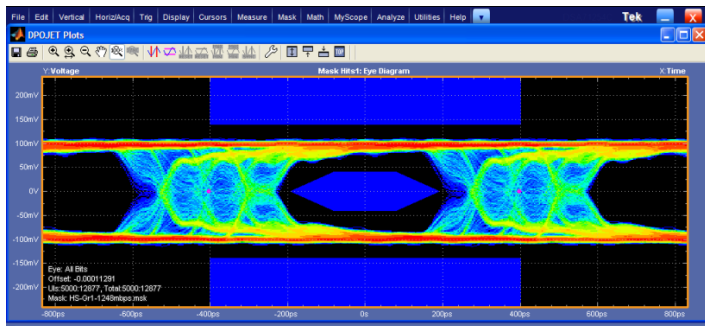 File Edit Vertical Horiz/Acq Trig Display Cursors Measure Mask Math MyScope Analyze Utilities Help Tek
DPOJET Plots
Y:Voltage Mask Hits1: Eye Diagram X:Time
200mV
150mV
100mV
50mV
0V
-50mV
-100mV
-150mV
-200mV
Eye: All Bits
Offset: -0.00011291
UIs:5000:12877, Total:5000:12877
Mask: HS-Gr1-1248mbps.msk
-800ps -600ps -400ps -200ps 0s 200ps 400ps 600ps 800ps